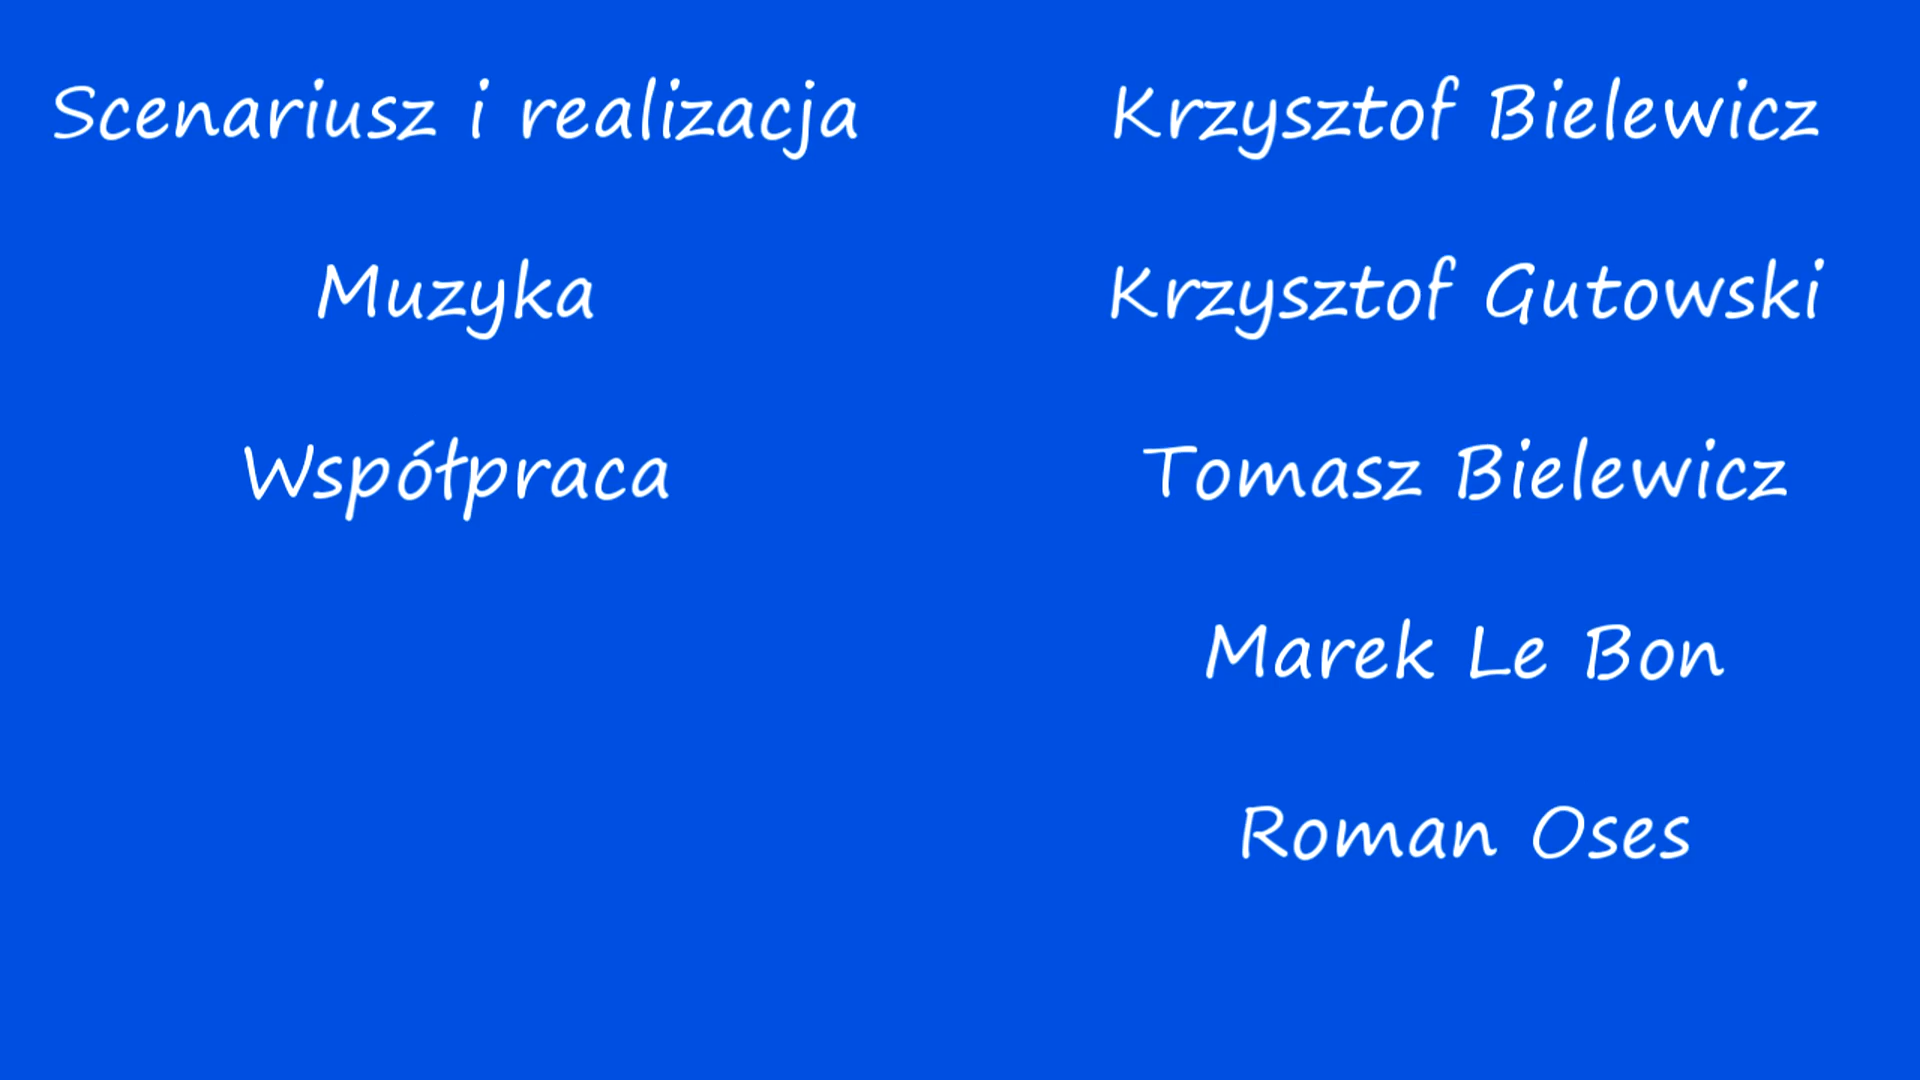 Scenariusz i realizacja Krzysztof Bielewicz
Muzyka Krzysztof Gutowski
Współpraca Tomasz Bielewicz
Marek Le Bon
Roman Oses